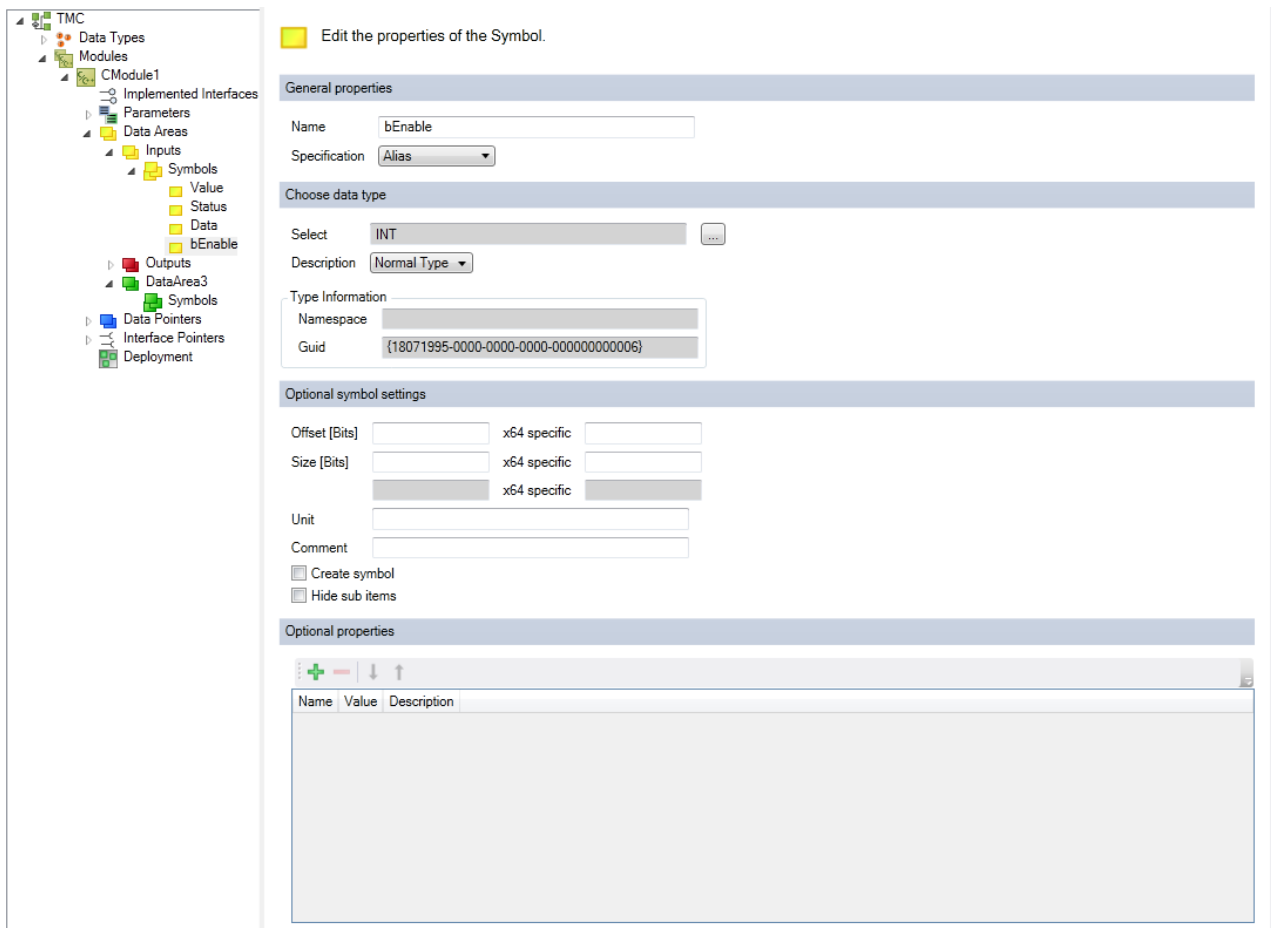 TMC
Data Types
Modules
CModule1
Implemented Interfaces
Parameters
Data Areas
Inputs
Symbols
Value
Status
Data
bEnable
Outputs
DataArea3
Symbols
Data Pointers
Interface Pointers
Deployment
Edit the properties of the Symbol.
General properties
Name bEnable
Specification Alias
Choose data type
Select INT ...
Description Normal Type
Type Information
Namespace
Guid {18071995-0000-0000-0000-000000000006}
Optional symbol settings
Offset [Bits] x64 specific
Size [Bits] x64 specific
x64 specific
Unit
Comment
Create symbol
Hide sub items
Optional properties
Name Value Description